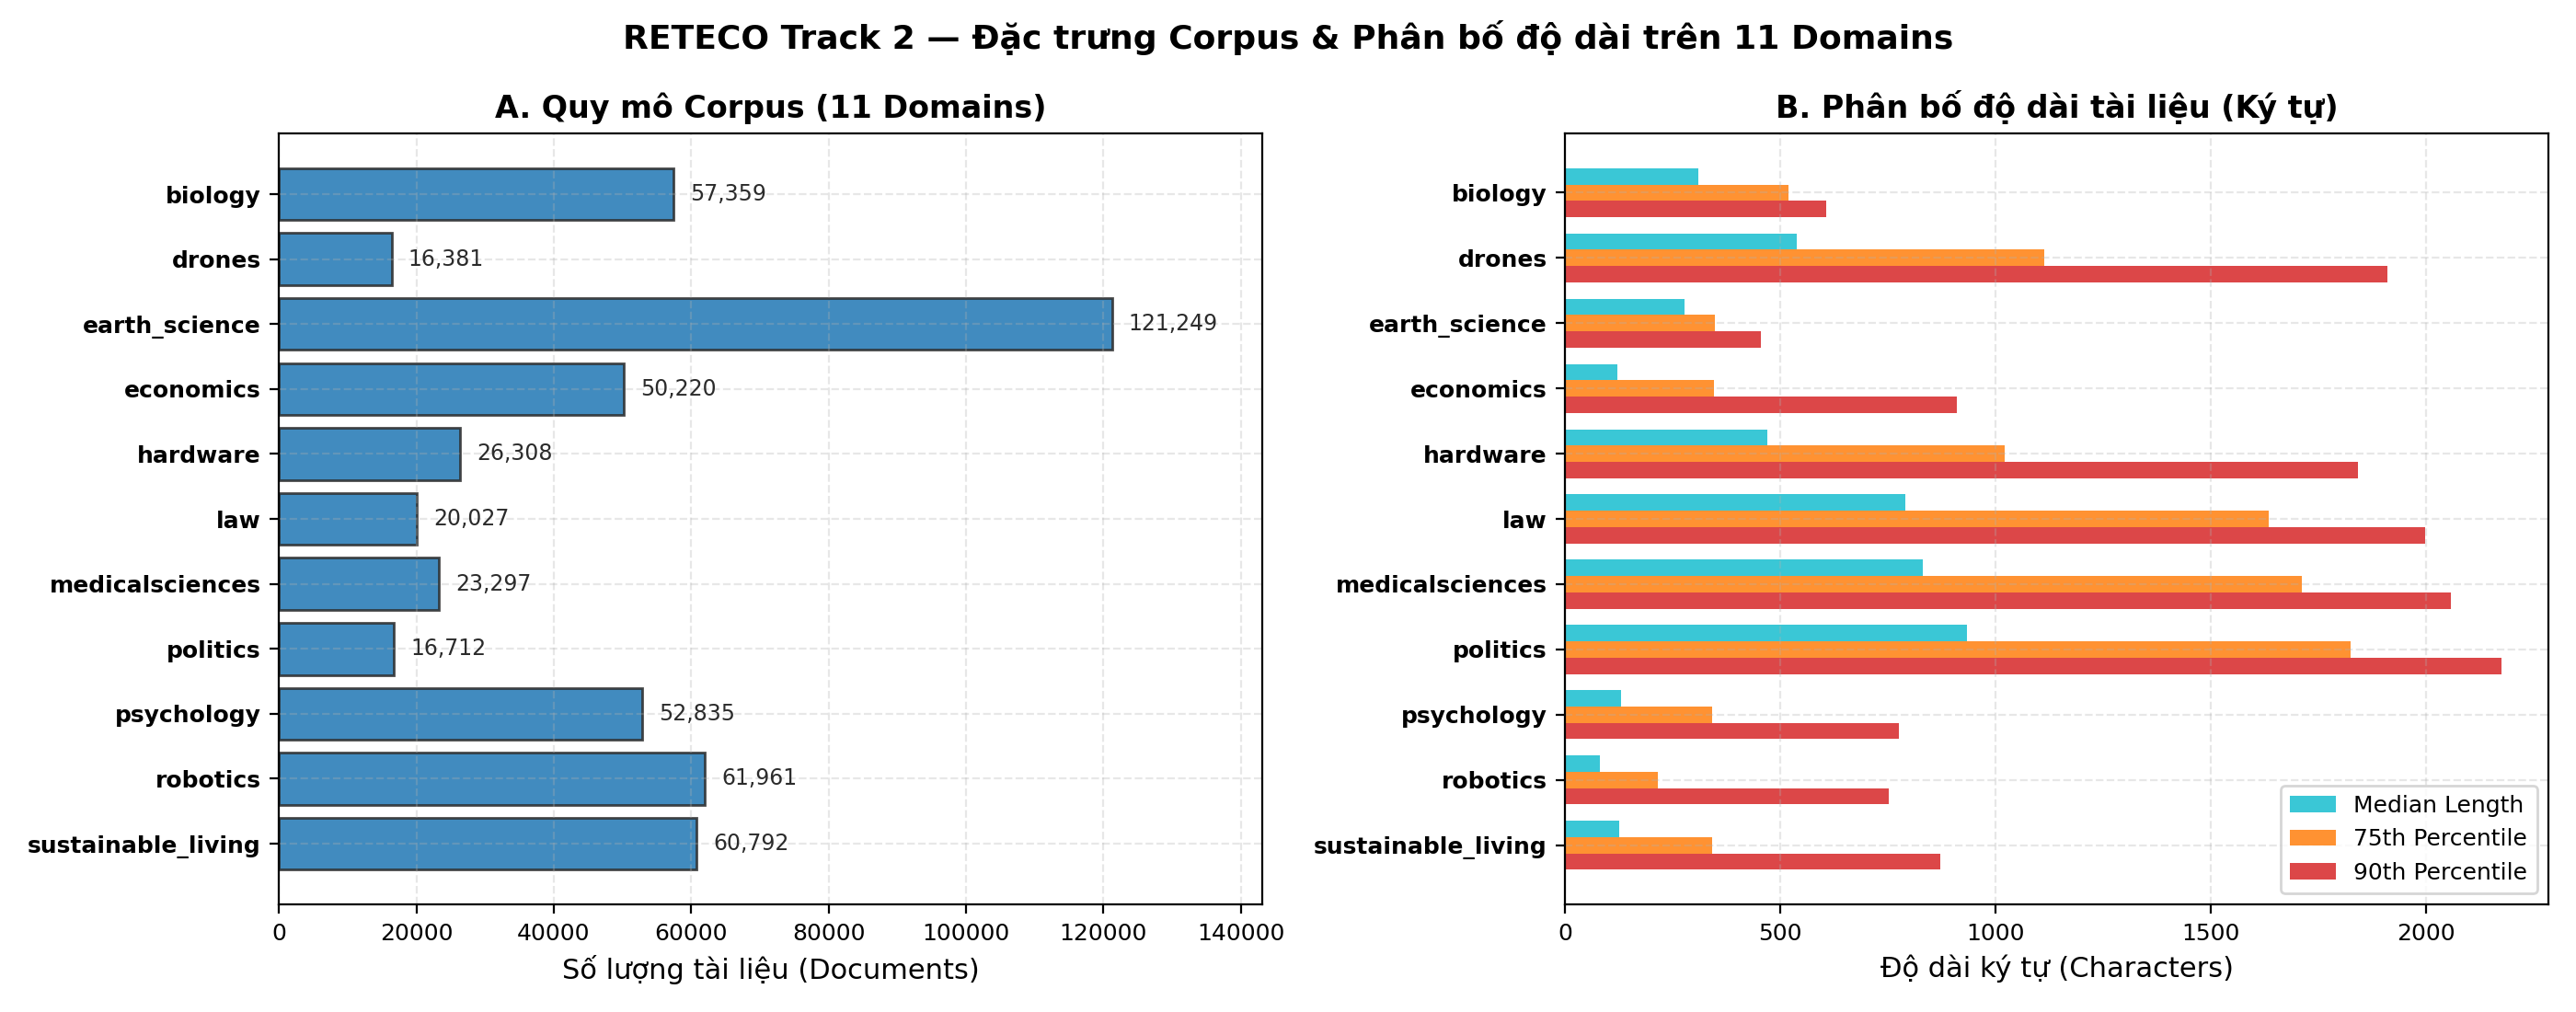 RETECO Track 2 — Đặc trưng Corpus & Phân bố độ dài trên 11 Domains
A. Quy mô Corpus (11 Domains)
biology
57,359
drones
16,381
earth_science
121,249
economics
50,220
hardware
26,308
law
20,027
medicalsciences
23,297
politics
16,712
psychology
52,835
robotics
61,961
sustainable_living
60,792
0 20000 40000 60000 80000 100000 120000 140000
Số lượng tài liệu (Documents)
B. Phân bố độ dài tài liệu (Ký tự)
biology
drones
earth_science
economics
hardware
law
medicalsciences
politics
psychology
robotics
sustainable_living
Median Length
75th Percentile
90th Percentile
0 500 1000 1500 2000
Độ dài ký tự (Characters)